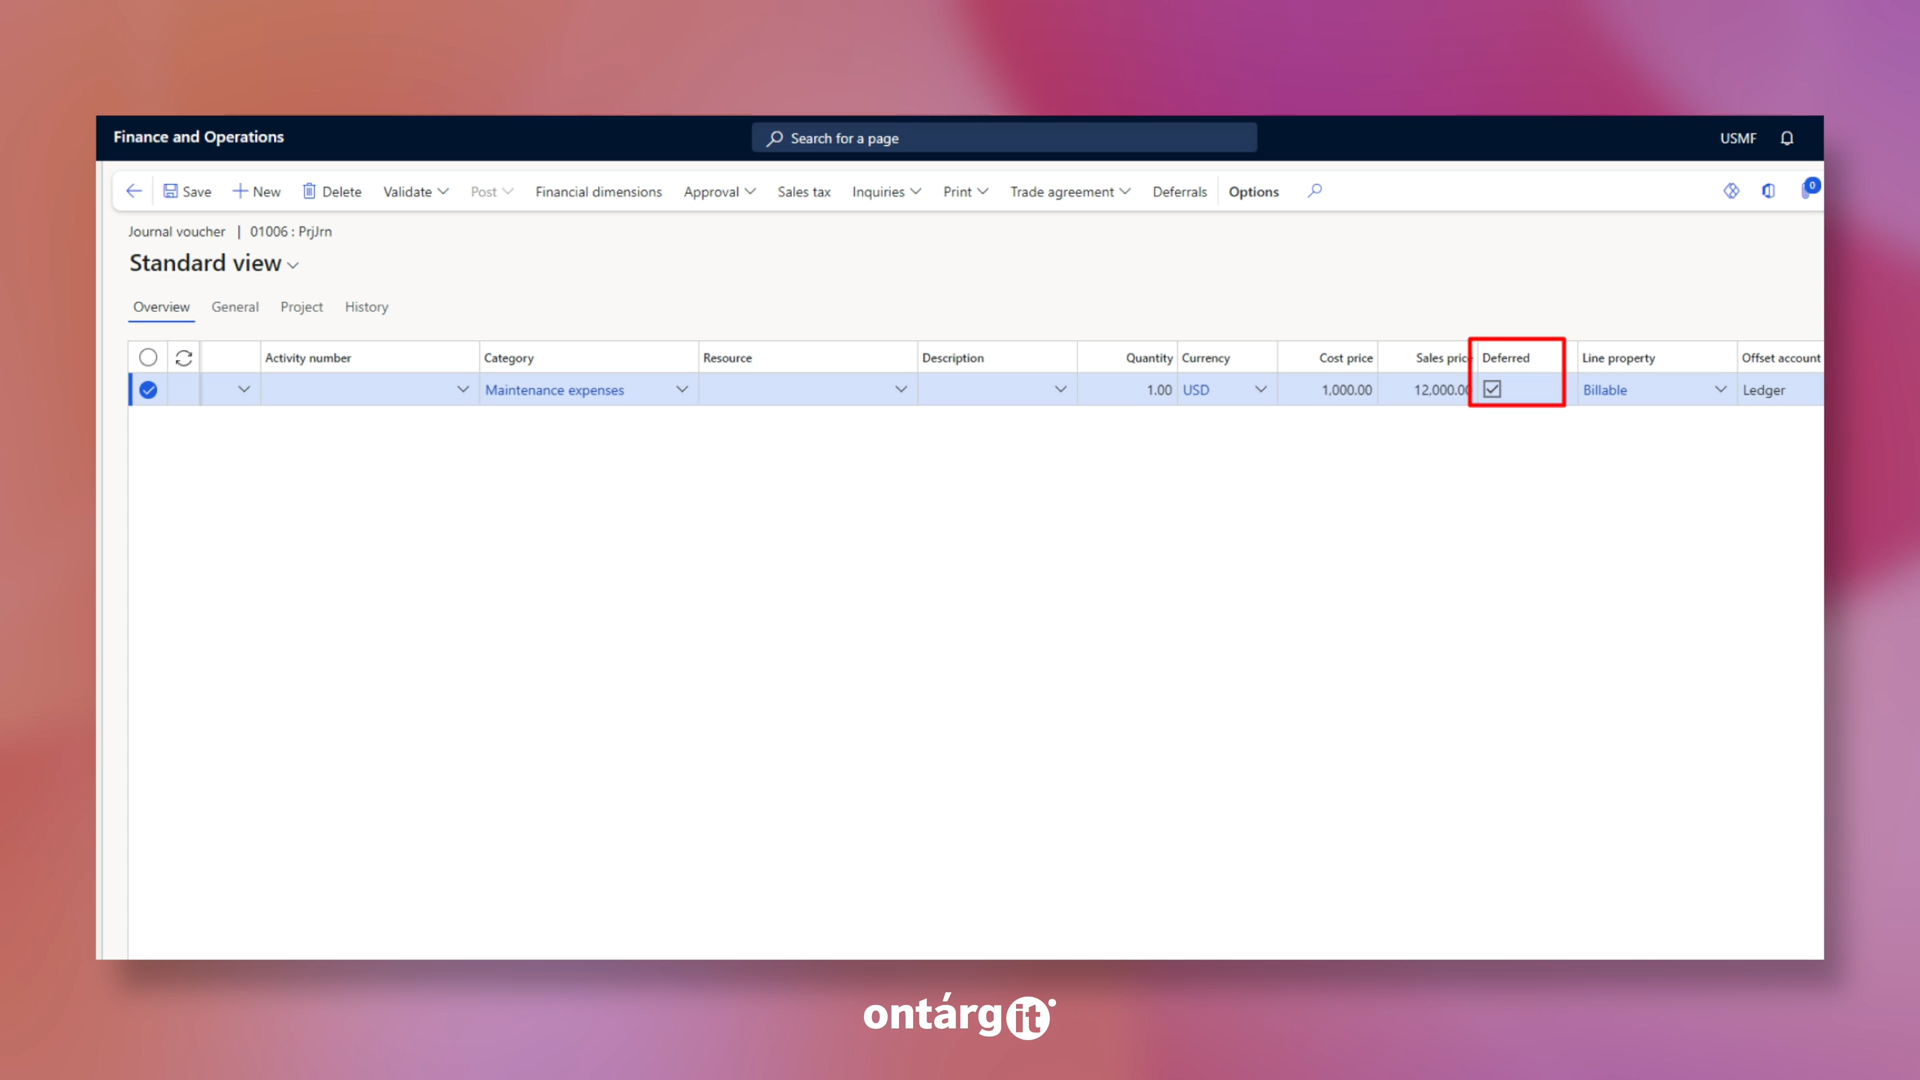 Finance and Operations
Search for a page
USMF
Save New Delete Validate Post Financial dimensions Approval Sales tax Inquiries Print Trade agreement Deferrals Options
0
Journal voucher | 01006 : PrjJrn
Standard view
Overview General Project History
Activity number Category Resource Description Quantity Currency Cost price Sales price Deferred Line property Offset account
Maintenance expenses 1.00 USD 1,000.00 12,000.00 Billable Ledger
ontárgit